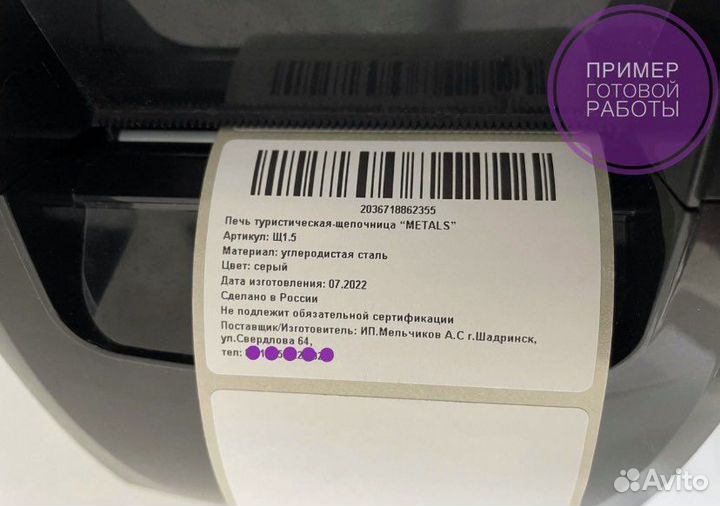 ПРИМЕР
ГОТОВОЙ
РАБОТЫ
2036718862355
Печь туристическая-щепочница “METALS”
Артикул: Щ1.5
Материал: углеродистая сталь
Цвет: серый
Дата изготовления: 07.2022
Сделано в России
Не подлежит обязательной сертификации
Поставщик/Изготовитель: ИП.Мельчиков А.С г.Шадринск,
ул.Свердлова 64,
тел:
Avito